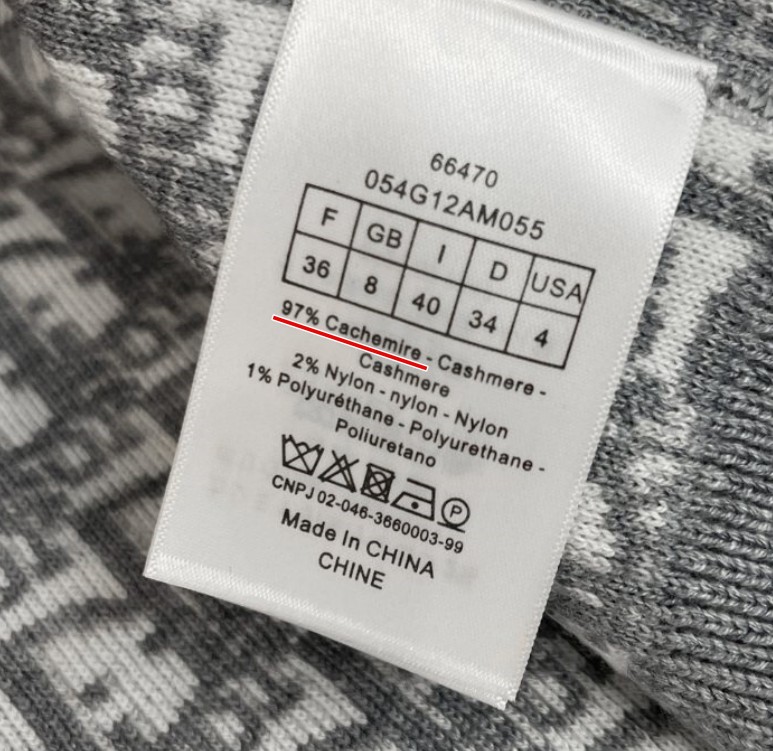 66470
054G12AM055
F GB I D USA
36 8 40 34 4
97% Cachemire - Cashmere -
Cashmere
2% Nylon - nylon - Nylon
1% Polyuréthane - Polyurethane -
Poliuretano
P
CNPJ 02-046-3660003-99
Made In CHINA
CHINE